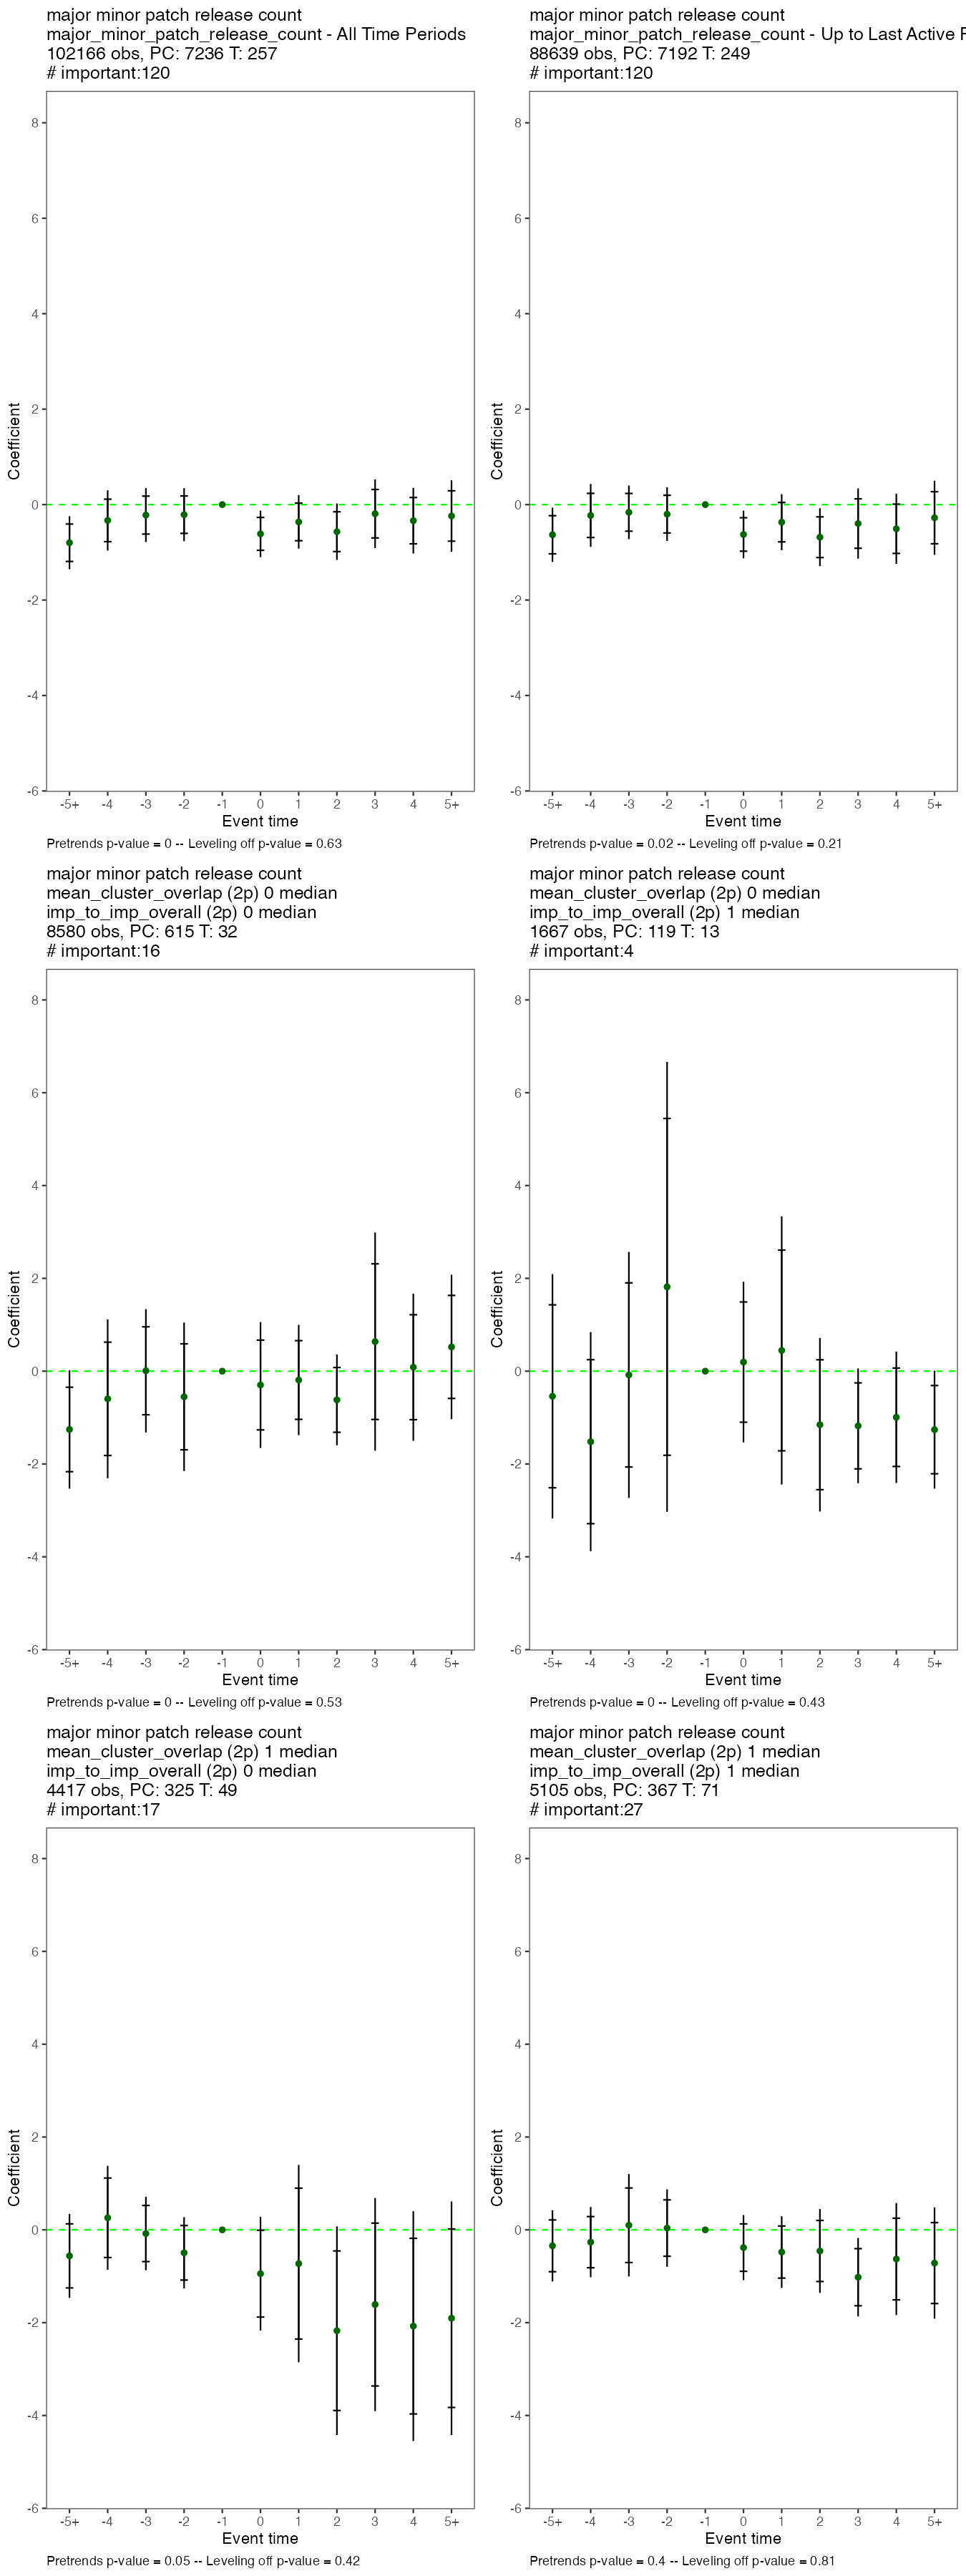 major minor patch release count
major_minor_patch_release_count - All Time Periods
102166 obs, PC: 7236 T: 257
# important:120
8
6
4
2
0
-2
-4
-6
Coefficient
-5+ -4 -3 -2 -1 0 1 2 3 4 5+
Event time
Pretrends p-value = 0 -- Leveling off p-value = 0.63
major minor patch release count
major_minor_patch_release_count - Up to Last Active
88639 obs, PC: 7192 T: 249
# important:120
8
6
4
2
0
-2
-4
-6
Coefficient
-5+ -4 -3 -2 -1 0 1 2 3 4 5+
Event time
Pretrends p-value = 0.02 -- Leveling off p-value = 0.21
major minor patch release count
mean_cluster_overlap (2p) 0 median
imp_to_imp_overall (2p) 0 median
8580 obs, PC: 615 T: 32
# important:16
8
6
4
2
0
-2
-4
-6
Coefficient
-5+ -4 -3 -2 -1 0 1 2 3 4 5+
Event time
Pretrends p-value = 0 -- Leveling off p-value = 0.53
major minor patch release count
mean_cluster_overlap (2p) 0 median
imp_to_imp_overall (2p) 1 median
1667 obs, PC: 119 T: 13
# important:4
8
6
4
2
0
-2
-4
-6
Coefficient
-5+ -4 -3 -2 -1 0 1 2 3 4 5+
Event time
Pretrends p-value = 0 -- Leveling off p-value = 0.43
major minor patch release count
mean_cluster_overlap (2p) 1 median
imp_to_imp_overall (2p) 0 median
4417 obs, PC: 325 T: 49
# important:17
8
6
4
2
0
-2
-4
-6
Coefficient
-5+ -4 -3 -2 -1 0 1 2 3 4 5+
Event time
Pretrends p-value = 0.05 -- Leveling off p-value = 0.42
major minor patch release count
mean_cluster_overlap (2p) 1 median
imp_to_imp_overall (2p) 1 median
5105 obs, PC: 367 T: 71
# important:27
8
6
4
2
0
-2
-4
-6
Coefficient
-5+ -4 -3 -2 -1 0 1 2 3 4 5+
Event time
Pretrends p-value = 0.4 -- Leveling off p-value = 0.81